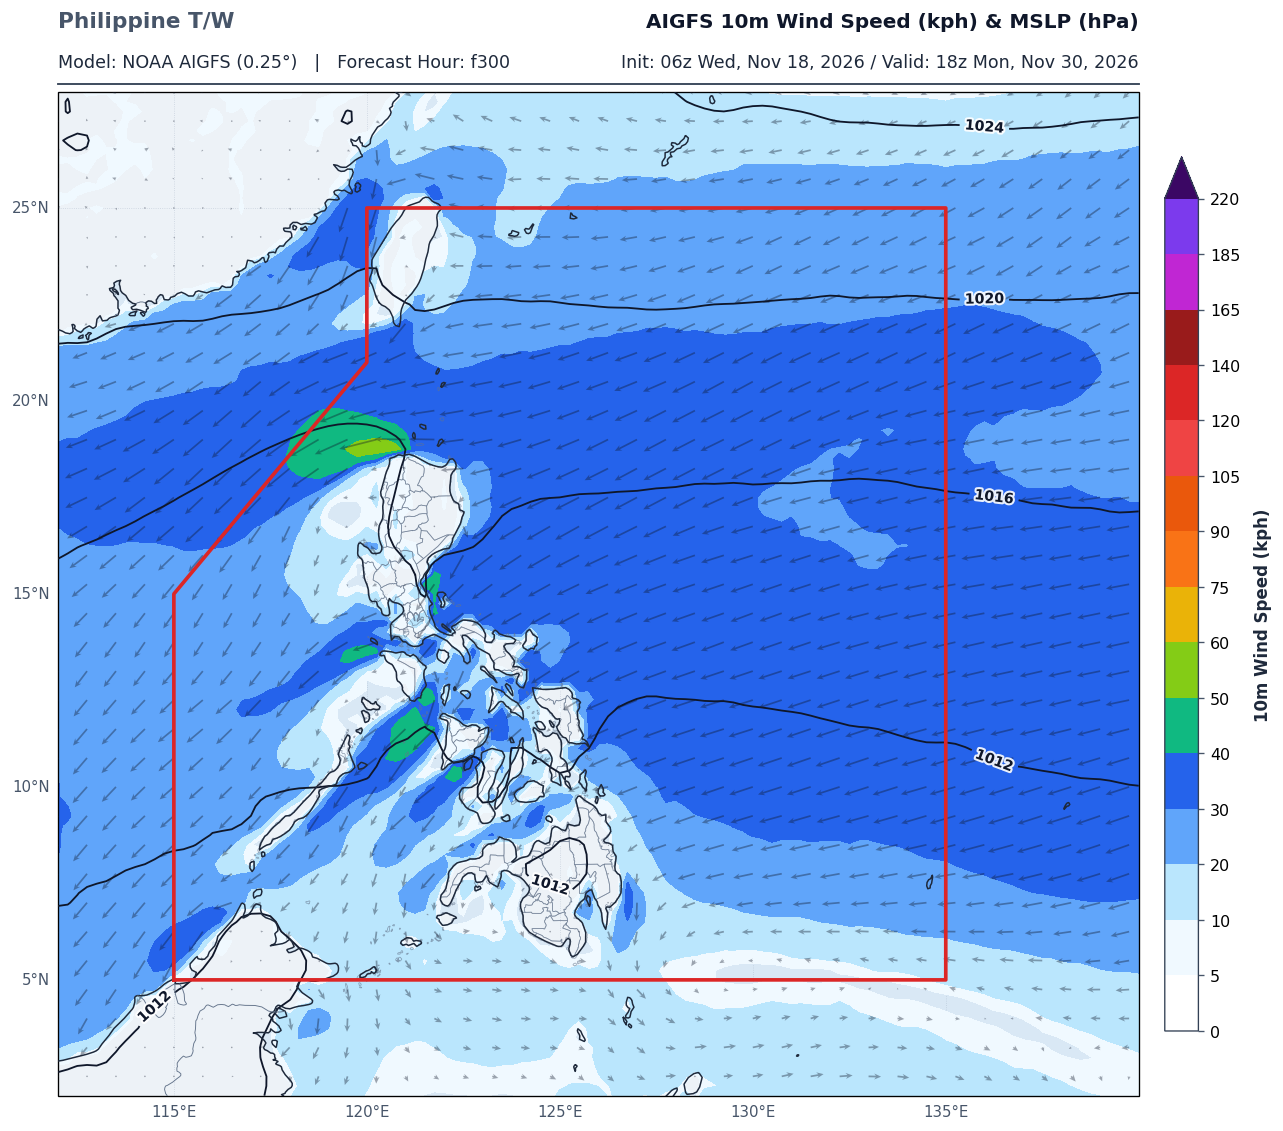 Philippine T/W
AIGFS 10m Wind Speed (kph) & MSLP (hPa)
Model: NOAA AIGFS (0.25°) | Forecast Hour: f300
Init: 06z Wed, Nov 18, 2026 / Valid: 18z Mon, Nov 30, 2026
1024
220
25°N
185
1020
165
140
20°N
120
105
1016
90
15°N
75
60
50
1012
40
10°N
30
20
1012
10
5°N
1012
5
0
10m Wind Speed (kph)
115°E
120°E
125°E
130°E
135°E